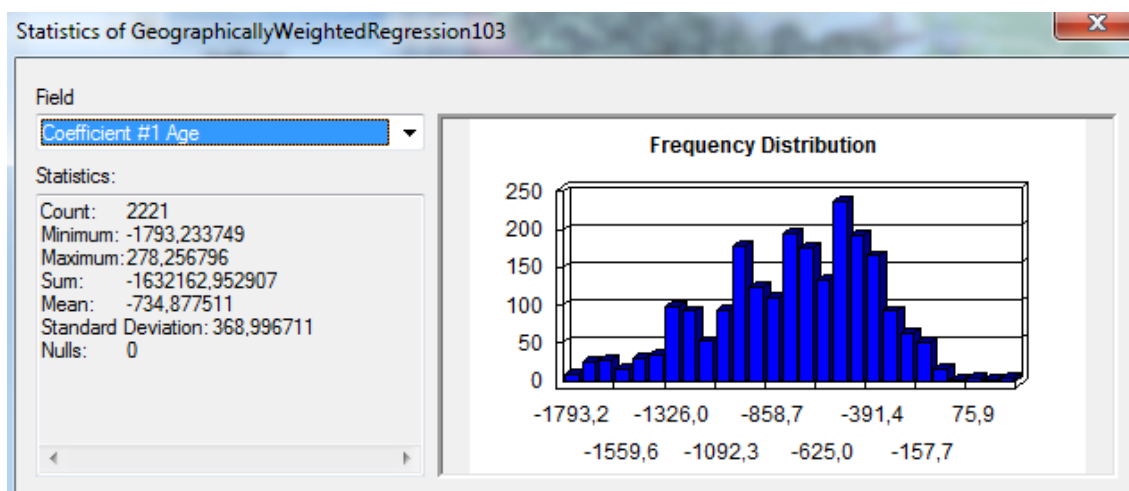 Statistics of GeographicallyWeightedRegression103
x
Field
Coefficient #1 Age
Statistics:
Count: 2221
Minimum: -1793,233749
Maximum: 278,256796
Sum: -1632162,952907
Mean: -734,877511
Standard Deviation: 368,996711
Nulls: 0
Frequency Distribution
250
200
150
100
50
0
-1793,2 -1326,0 -858,7 -391,4 75,9
-1559,6 -1092,3 -625,0 -157,7